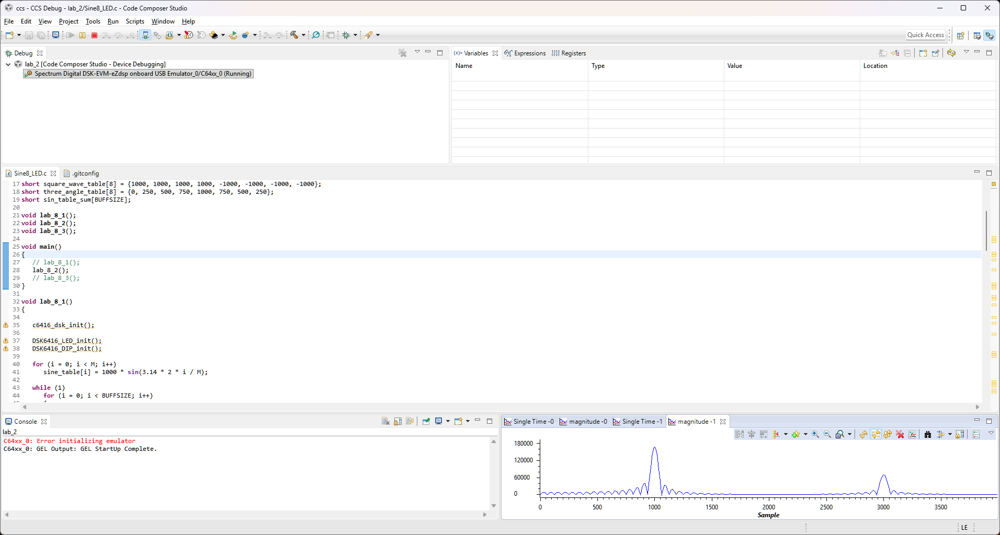 ccs - CCS Debug - lab_2/Sine8_LED.c - Code Composer Studio
File Edit View Project Tools Run Scripts Window Help
Quick Access
Debug
lab_2 [Code Composer Studio - Device Debugging]
Spectrum Digital DSK-EVM-eZdsp onboard USB Emulator_0/C64xx_0 (Running)
(x)= Variables Expressions Registers
Name Type Value Location
Sine8_LED.c .gitconfig
17 short square_wave_table[8] = {1000, 1000, 1000, 1000, -1000, -1000, -1000, -1000};
18 short three_angle_table[8] = {0, 250, 500, 750, 1000, 750, 500, 250};
19 short sin_table_sum[BUFFSIZE];
20
21 void lab_8_1();
22 void lab_8_2();
23 void lab_8_3();
24
25 void main()
26 {
27 // lab_8_1();
28 lab_8_2();
29 // lab_8_3();
30 }
31
32 void lab_8_1()
33 {
34
35 c6416_dsk_init();
36
37 DSK6416_LED_init();
38 DSK6416_DIP_init();
39
40 for (i = 0; i < M; i++)
41 sine_table[i] = 1000 * sin(3.14 * 2 * i / M);
42
43 while (1)
44 for (i = 0; i < BUFFSIZE; i++)
Console
lab_2
C64xx_0: Error initializing emulator
C64xx_0: GEL Output: GEL StartUp Complete.
Single Time -0 magnitude -0 Single Time -1 magnitude -1
180000
120000
60000
0
0 500 1000 1500 2000 2500 3000 3500
Sample
LE